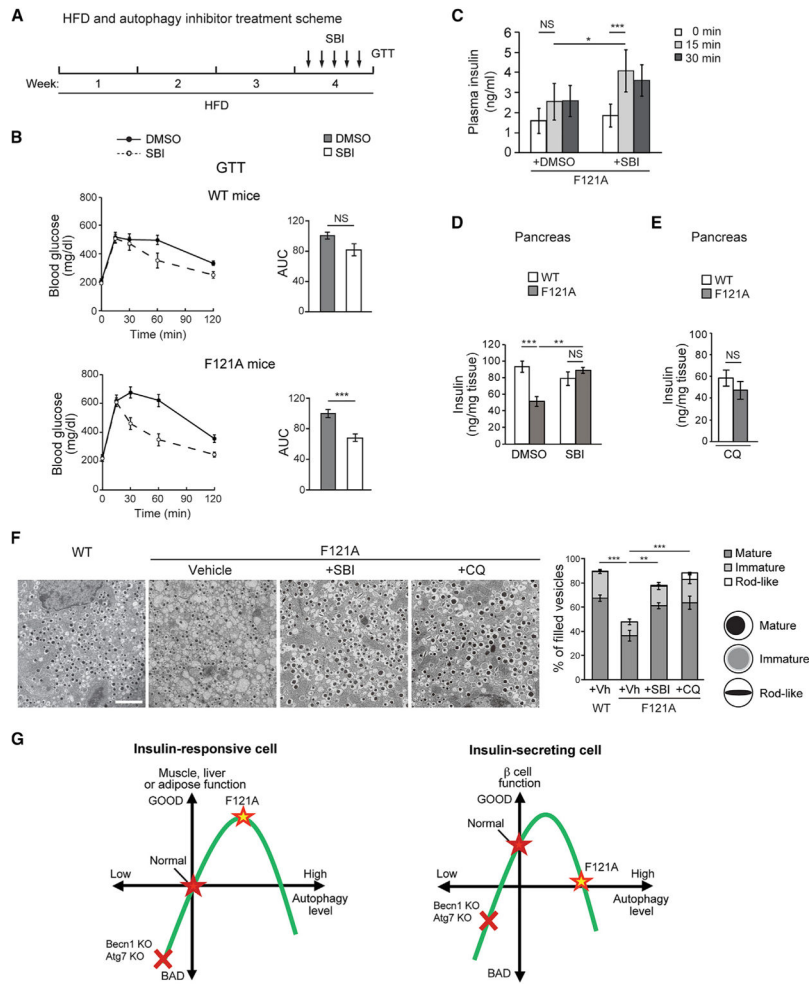 A
HFD and autophagy inhibitor treatment scheme
SBI
GTT
Week: 1 2 3 4
HFD
B
DMSO
SBI
DMSO
SBI
GTT
WT mice
Blood glucose
(mg/dl)
800
600
400
200
0
0 30 60 90 120
Time (min)
AUC
120
80
40
0
NS
F121A mice
Blood glucose
(mg/dl)
800
600
400
200
0
0 30 60 90 120
Time (min)
AUC
120
80
40
0
***
C
Plasma insulin
(ng/ml)
6
5
4
3
2
1
0
NS
***
*
0 min
15 min
30 min
+DMSO +SBI
F121A
D
Pancreas
WT
F121A
Insulin
(ng/mg tissue)
120
100
80
60
40
20
0
*** **
NS
DMSO SBI
E
Pancreas
WT
F121A
Insulin
(ng/mg tissue)
120
100
80
60
40
20
0
NS
CQ
F
WT
F121A
Vehicle +SBI +CQ
% of filled vesicles
100
80
60
40
80
0
***
*** **
+Vh +Vh +SBI +CQ
WT F121A
Mature
Immature
Rod-like
Mature
Immature
Rod-like
G
Insulin-responsive cell
Muscle, liver
or adipose function
GOOD
F121A
Normal
Low High
Autophagy
level
Becn1 KO
Atg7 KO
BAD
Insulin-secreting cell
β cell
function
GOOD
Normal
F121A
Low High
Autophagy
level
Becn1 KO
Atg7 KO
BAD